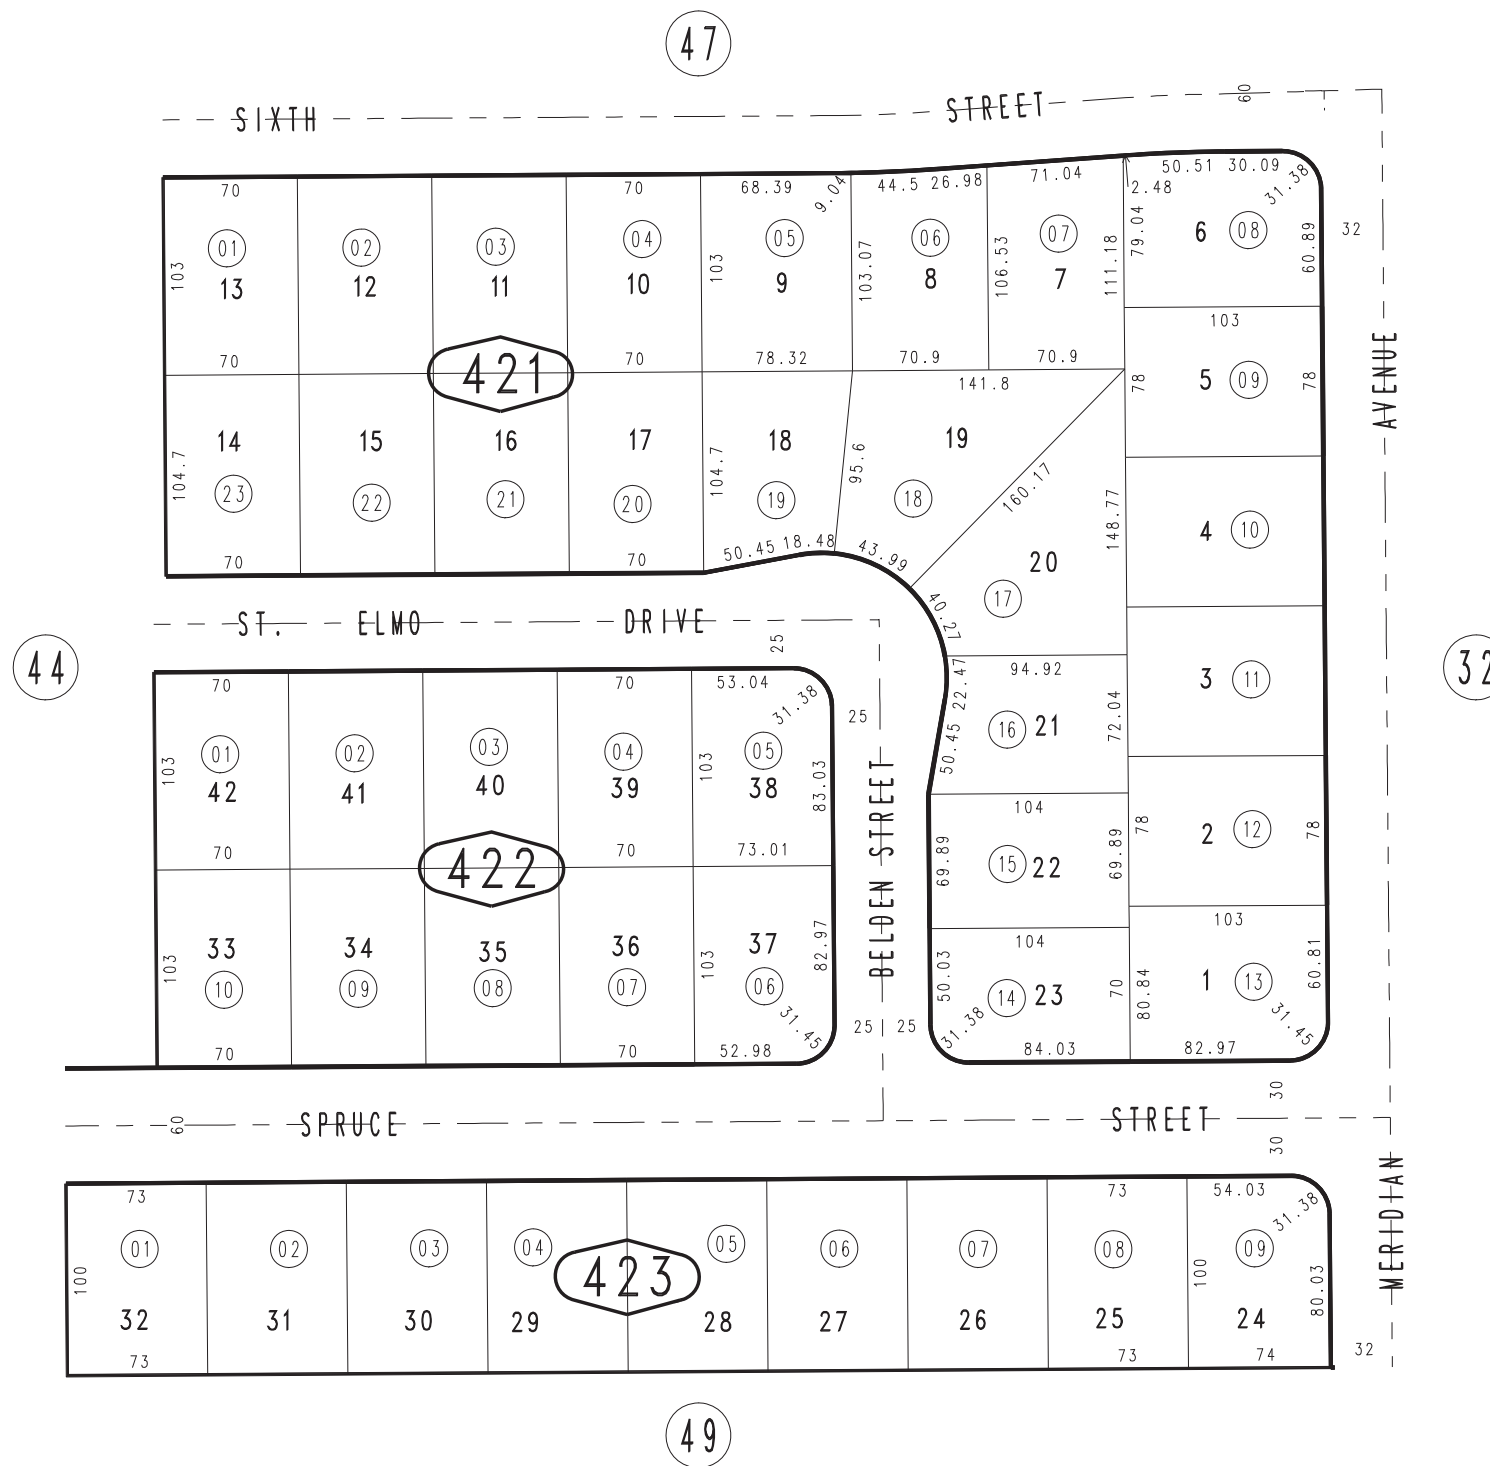 47
SIXTH STREET 60
70 70 68.39 9.04 44.5 26.98 71.04 2.48 50.51 30.09 31.38
01 02 03 04 05 06 07 6 08 32
103 103 103.07 106.53 111.18 79.04 60.89
13 12 11 10 9 8 7
103
70 70 78.32 70.9 70.9
421
141.8 78 5 09 78
AVENUE
14 15 16 17 18 19
104.7 104.7 95.6 160.17 148.77
23 22 21 20 19 18 4 10
70 70 50.45 18.48 43.99 20
17
40.27
ST. ELMO DRIVE
25
44 32
70 70 53.04 31.38 22.47 94.92 3 11
25 50.45 16 21 72.04
01 02 03 04 05
103 103 83.03
42 41 40 39 38
BELDEN STREET
104 78 2 12 78
70 70 73.01
422
69.89 15 22 69.89
103
33 34 35 36 37 104
103 103 82.97 50.03 70 80.84 60.81
10 09 08 07 06 14 23 1 13
31.45 25 25 31.38 31.45
70 70 52.98 84.03 82.97
30
60 SPRUCE STREET
30
MERIDIAN
73 73 54.03 31.38
01 02 03 04 05 06 07 08 09
100 423 100 80.03
32 31 30 29 28 27 26 25 24
73 73 74 32
49